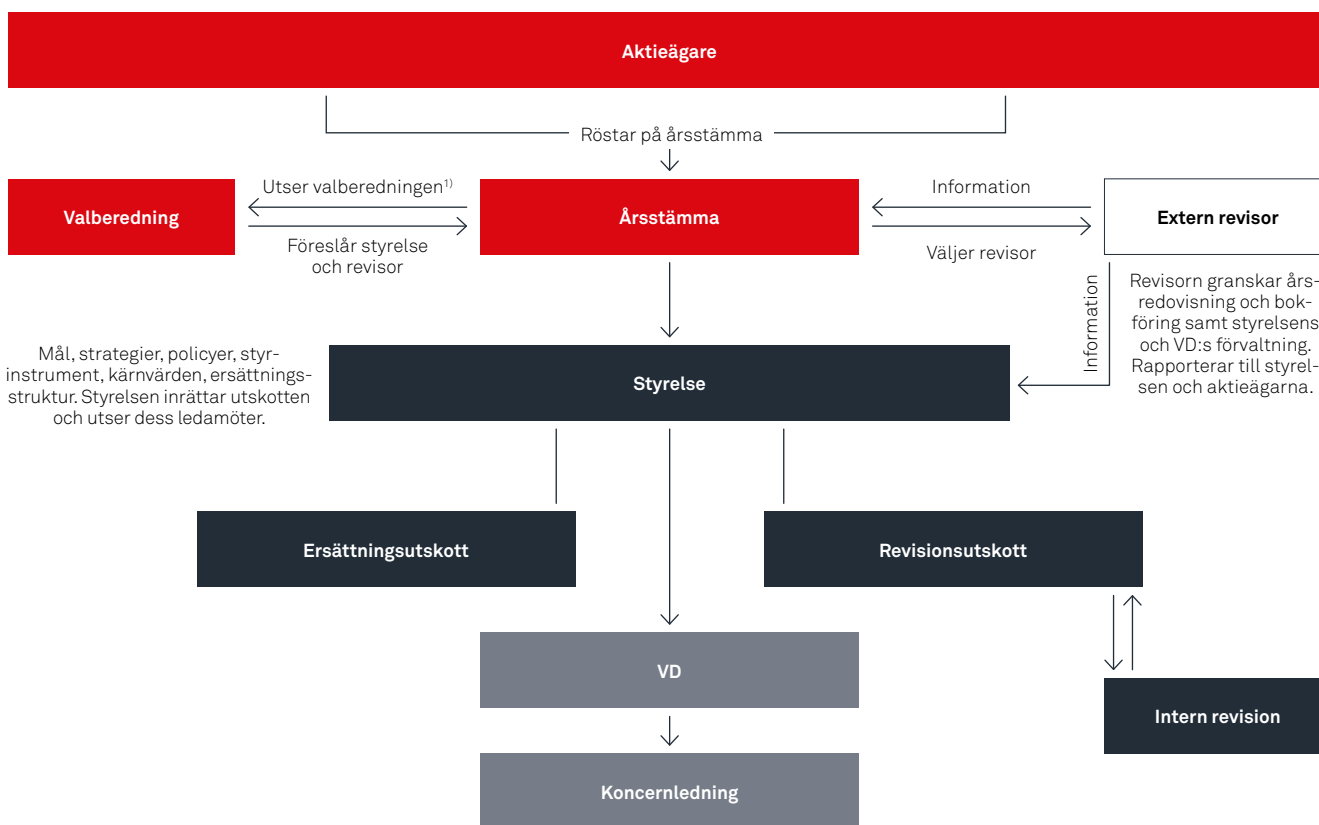 Aktieägare
Röstar på årsstämma
Utser valberedningen1)
Information
Valberedning
Årsstämma
Extern revisor
Föreslår styrelse
och revisor
Väljer revisor
Information
Revisorn granskar års-
redovisning och bok-
föring samt styrelsens
och VD:s förvaltning.
Rapporterar till styrel-
sen och aktieägarna.
Mål, strategier, policyer, styr-
instrument, kärnvärden, ersättnings-
struktur. Styrelsen inrättar utskotten
och utser dess ledamöter.
Styrelse
Ersättningsutskott
Revisionsutskott
VD
Intern revision
Koncernledning